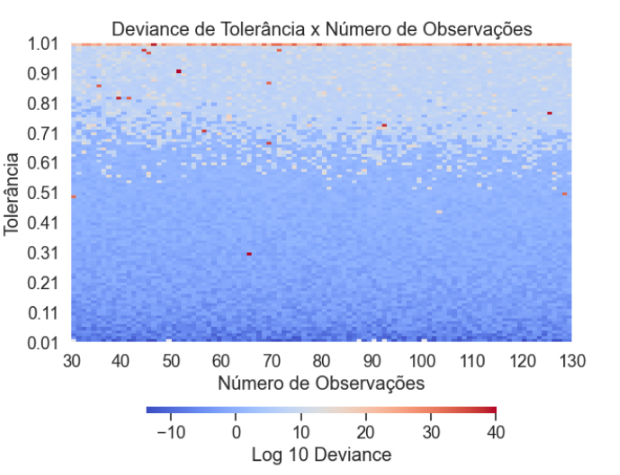 Deviance de Tolerância x Número de Observações
1.01
0.91
0.81
0.71
0.61
0.51
0.41
0.31
0.21
0.11
0.01
Tolerância
30 40 50 60 70 80 90 100 110 120 130
Número de Observações
−10 0 10 20 30 40
Log 10 Deviance